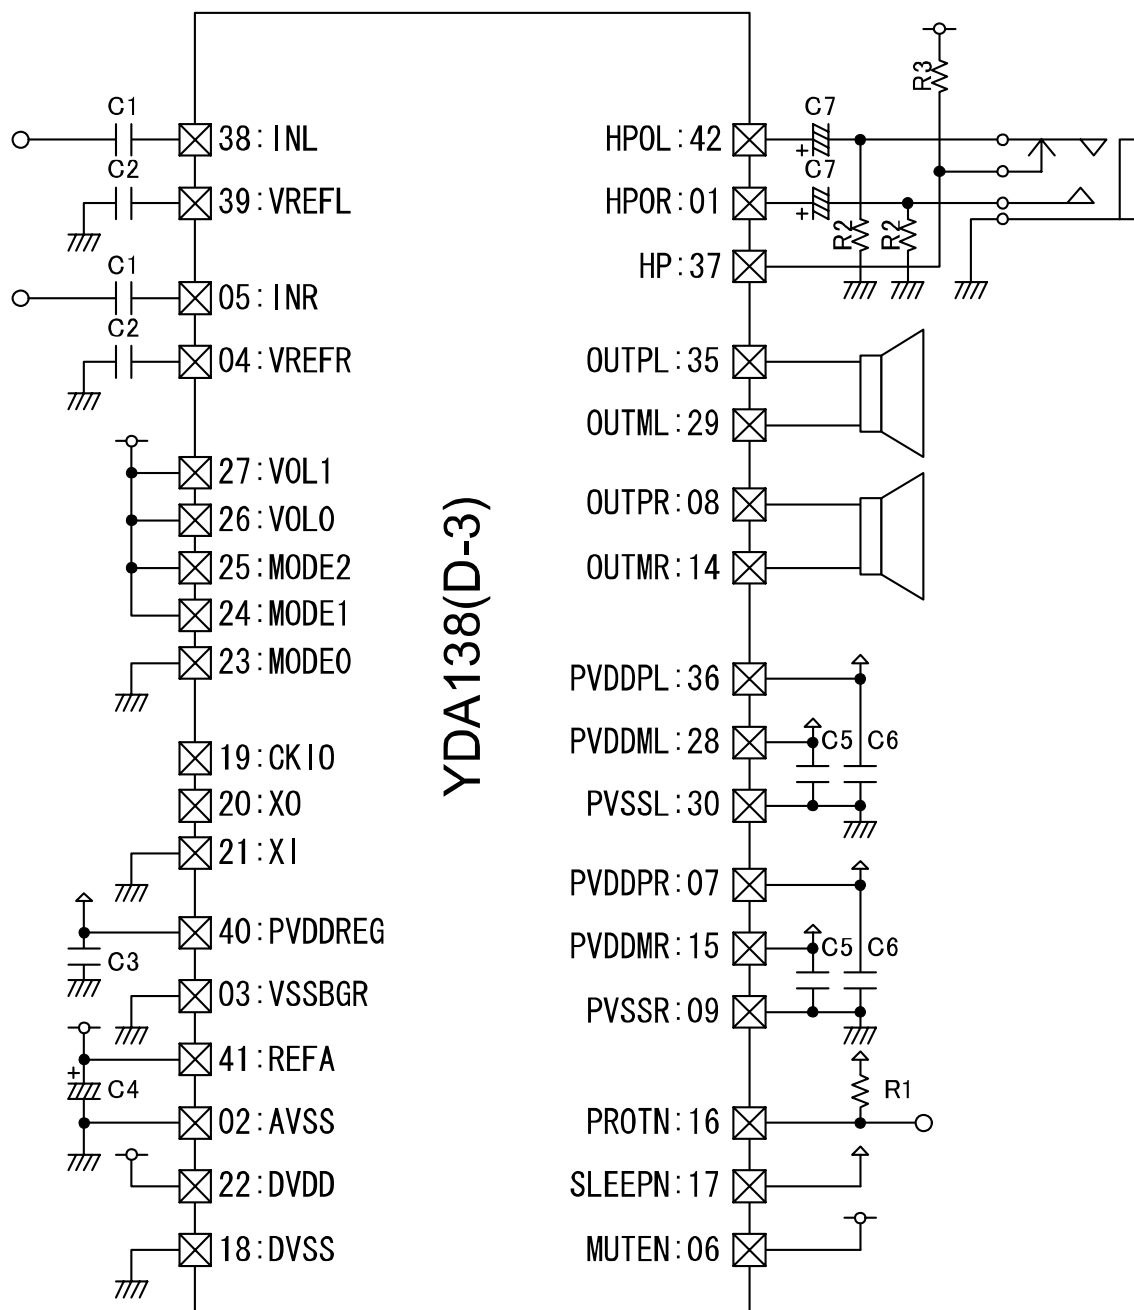 C1
38:INL
C2
39:VREFL
C1
05:INR
C2
04:VREFR
27:VOL1
26:VOL0
25:MODE2
24:MODE1
23:MODE0
19:CKIO
20:XO
21:XI
40:PVDDREG
C3
03:VSSBGR
41:REFA
+
C4
02:AVSS
22:DVDD
18:DVSS
YDA138(D-3)
R3
C7
HPOL:42
+
C7
HPOR:01
+
R2
R2
HP:37
OUTPL:35
OUTML:29
OUTPR:08
OUTMR:14
PVDDPL:36
PVDDML:28
C5
C6
PVSSL:30
PVDDPR:07
PVDDMR:15
C5
C6
PVSSR:09
R1
PROTN:16
SLEEPN:17
MUTEN:06